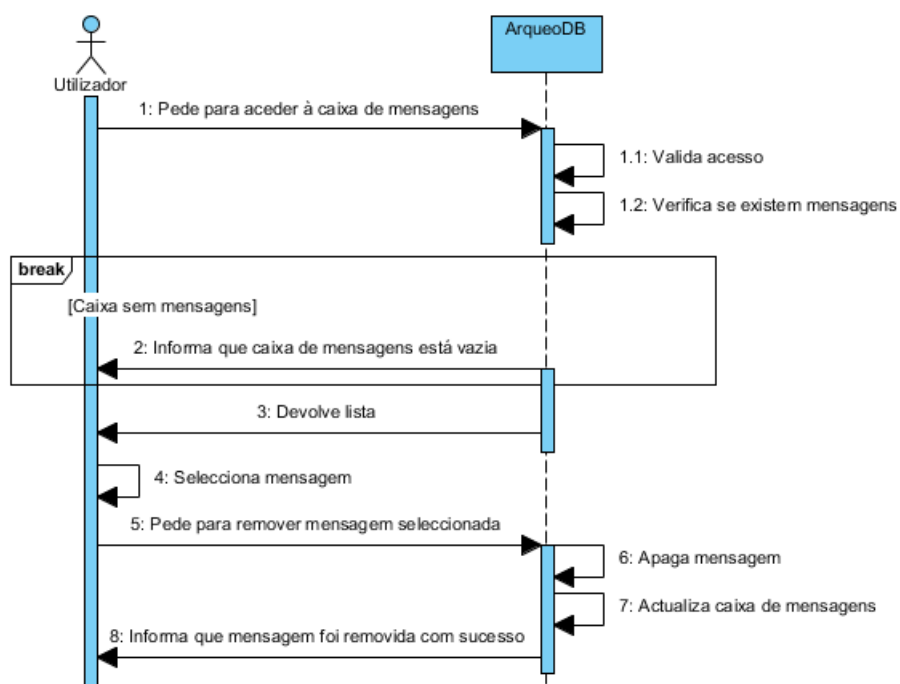 Utilizador
ArqueoDB
1: Pede para aceder à caixa de mensagens
1.1: Valida acesso
1.2: Verifica se existem mensagens
break
[Caixa sem mensagens]
2: Informa que caixa de mensagens está vazia
3: Devolve lista
4: Selecciona mensagem
5: Pede para remover mensagem seleccionada
6: Apaga mensagem
7: Actualiza caixa de mensagens
8: Informa que mensagem foi removida com sucesso